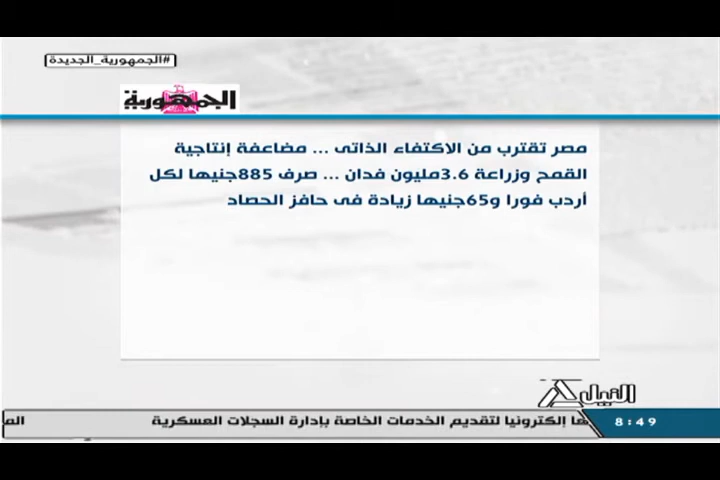 #الجمهورية_الجديدة
الجمهورية
مصر تقترب من الاكتفاء الذاتى ... مضاعفة إنتاجية
القمح وزراعة 3.6مليون فدان ... صرف 885جنيها لكل
أردب فورا و65جنيها زيادة فى حافز الحصاد
النيل
8:49
ها إلكترونيا لتقديم الخدمات الخاصة بإدارة السجلات العسكرية